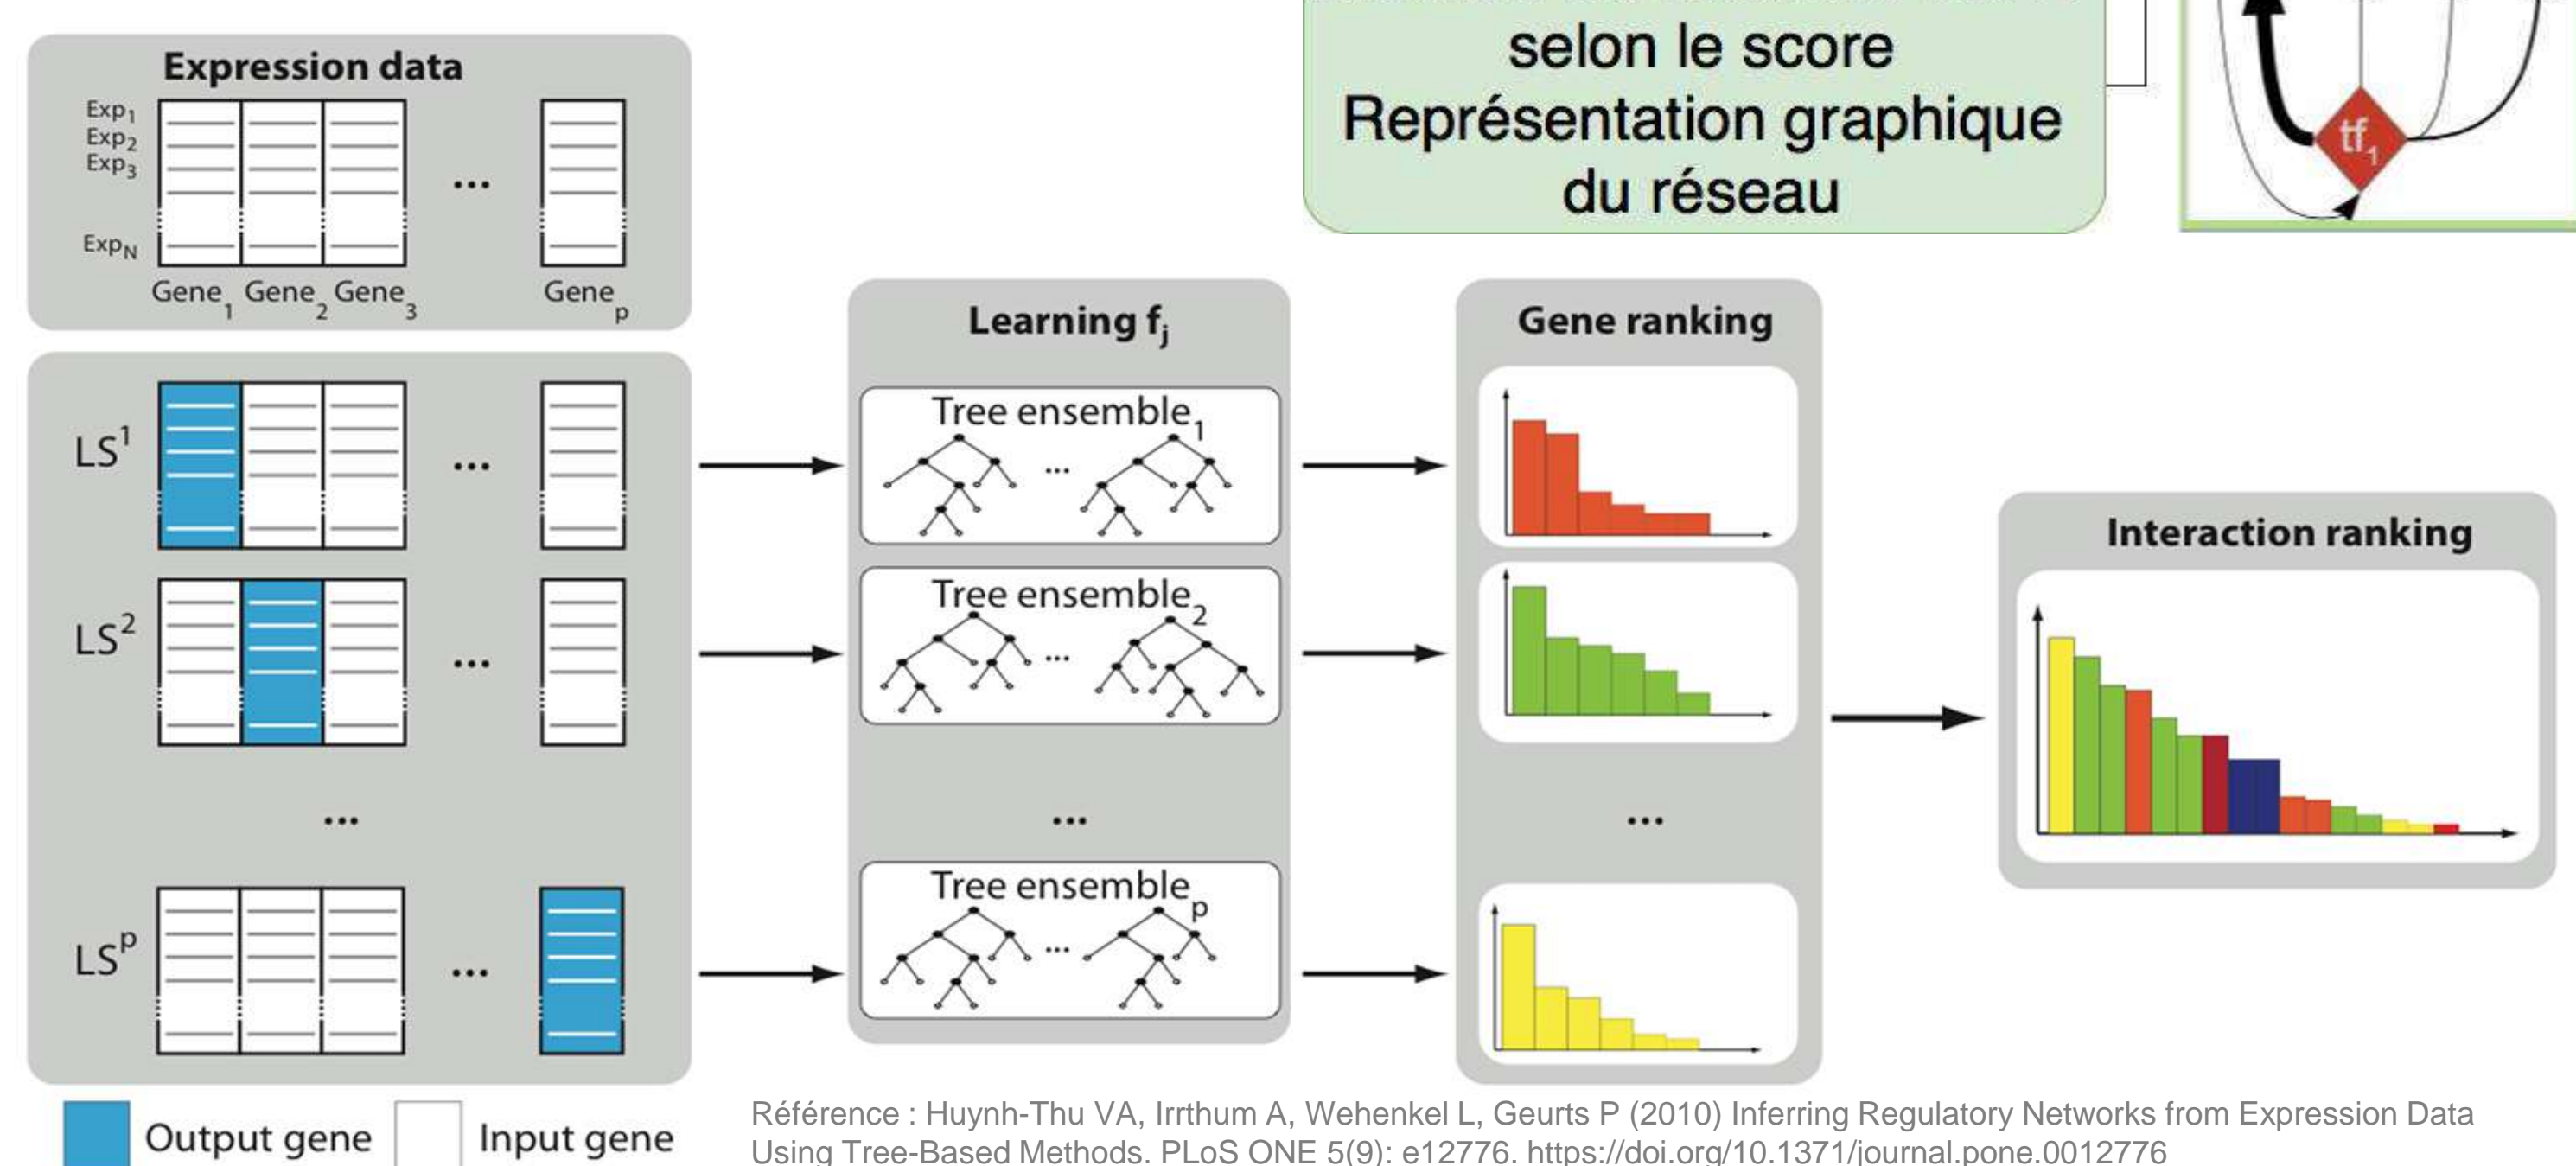 selon le score
Représentation graphique
du réseau
tf1
Expression data
Exp1
Exp2
Exp3
...
ExpN
Gene1 Gene2 Gene3 Genep
LS1
...
LS2
...
...
LSp
...
Output gene
Input gene
Learning fj
Tree ensemble1
...
Tree ensemble2
...
...
Tree ensemblep
...
Gene ranking
...
Interaction ranking
Référence : Huynh-Thu VA, Irrthum A, Wehenkel L, Geurts P (2010) Inferring Regulatory Networks from Expression Data
Using Tree-Based Methods. PLoS ONE 5(9): e12776. https://doi.org/10.1371/journal.pone.0012776